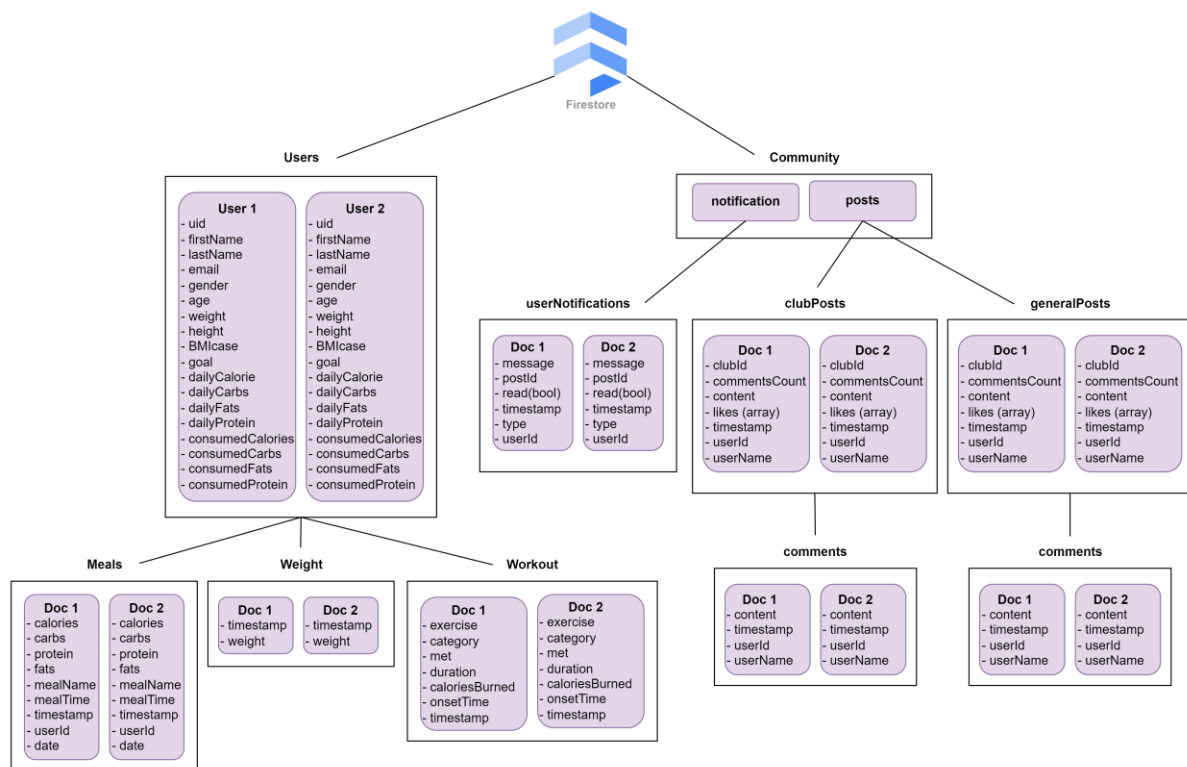 Firestore
Users
User 1
- uid
- firstName
- lastName
- email
- gender
- age
- weight
- height
- BMIcase
- goal
- dailyCalorie
- dailyCarbs
- dailyFats
- dailyProtein
- consumedCalories
- consumedCarbs
- consumedFats
- consumedProtein
User 2
- uid
- firstName
- lastName
- email
- gender
- age
- weight
- height
- BMIcase
- goal
- dailyCalorie
- dailyCarbs
- dailyFats
- dailyProtein
- consumedCalories
- consumedCarbs
- consumedFats
- consumedProtein
Meals
Doc 1
- calories
- carbs
- protein
- fats
- mealName
- mealTime
- timestamp
- userId
- date
Doc 2
- calories
- carbs
- protein
- fats
- mealName
- mealTime
- timestamp
- userId
- date
Weight
Doc 1
- timestamp
- weight
Doc 2
- timestamp
- weight
Workout
Doc 1
- exercise
- category
- met
- duration
- caloriesBurned
- onsetTime
- timestamp
Doc 2
- exercise
- category
- met
- duration
- caloriesBurned
- onsetTime
- timestamp
Community
notification
posts
userNotifications
Doc 1
- message
- postId
- read(bool)
- timestamp
- type
- userId
Doc 2
- message
- postId
- read(bool)
- timestamp
- type
- userId
clubPosts
Doc 1
- clubId
- commentsCount
- content
- likes (array)
- timestamp
- userId
- userName
Doc 2
- clubId
- commentsCount
- content
- likes (array)
- timestamp
- userId
- userName
generalPosts
Doc 1
- clubId
- commentsCount
- content
- likes (array)
- timestamp
- userId
- userName
Doc 2
- clubId
- commentsCount
- content
- likes (array)
- timestamp
- userId
- userName
comments
Doc 1
- content
- timestamp
- userId
- userName
Doc 2
- content
- timestamp
- userId
- userName
comments
Doc 1
- content
- timestamp
- userId
- userName
Doc 2
- content
- timestamp
- userId
- userName